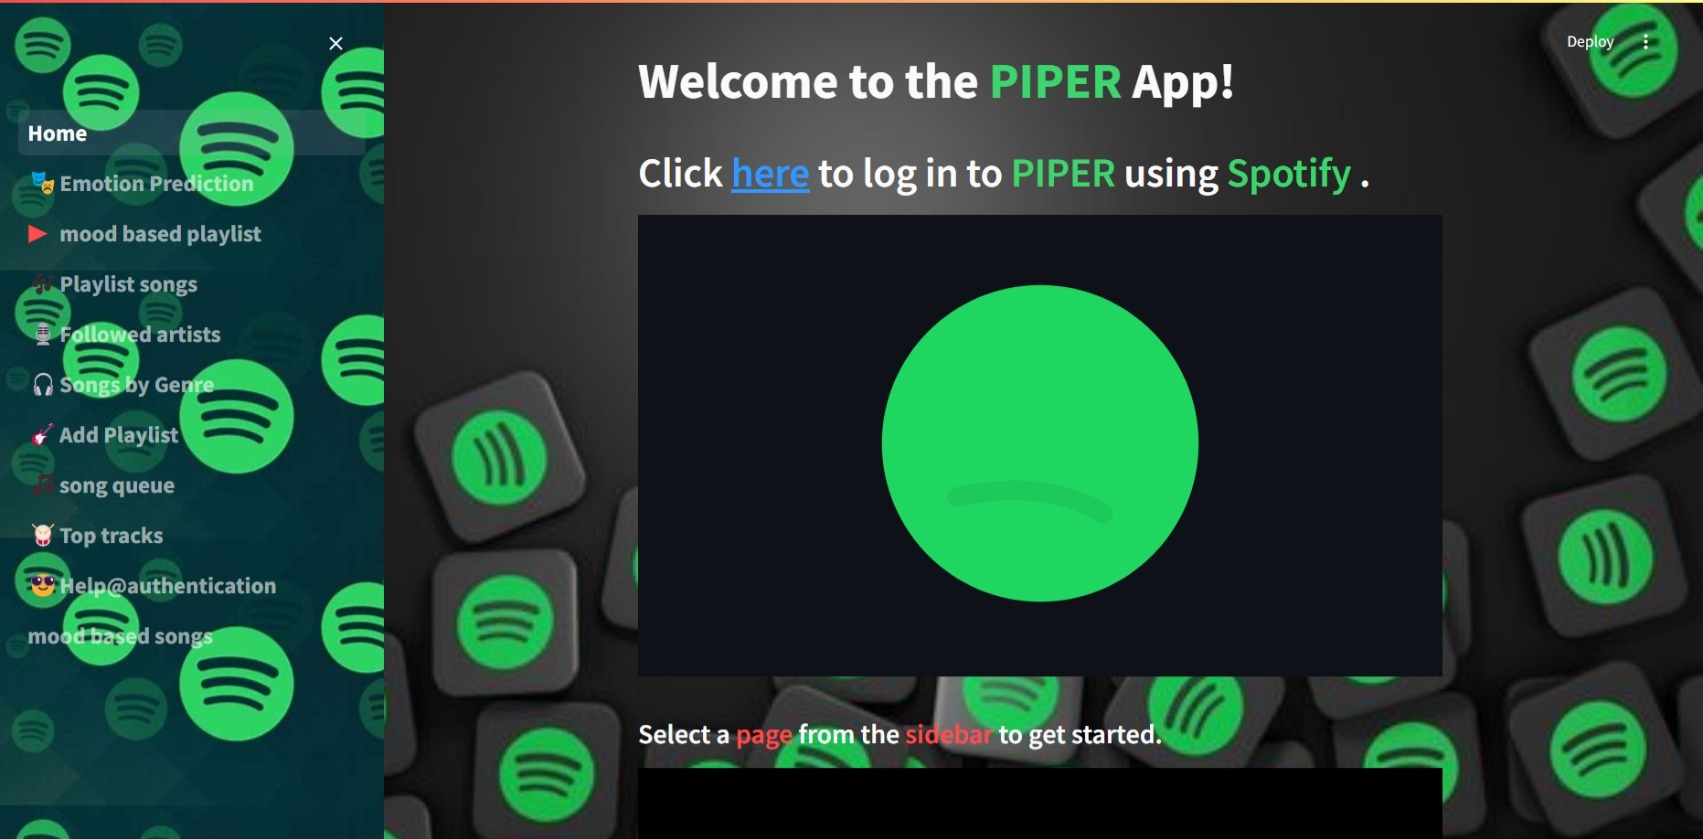 Deploy
Home
Emotion Prediction
mood based playlist
Playlist songs
Followed artists
Songs by Genre
Add Playlist
song queue
Top tracks
Help@authentication
mood based songs
Welcome to the PIPER App!
Click here to log in to PIPER using Spotify .
Select a page from the sidebar to get started.